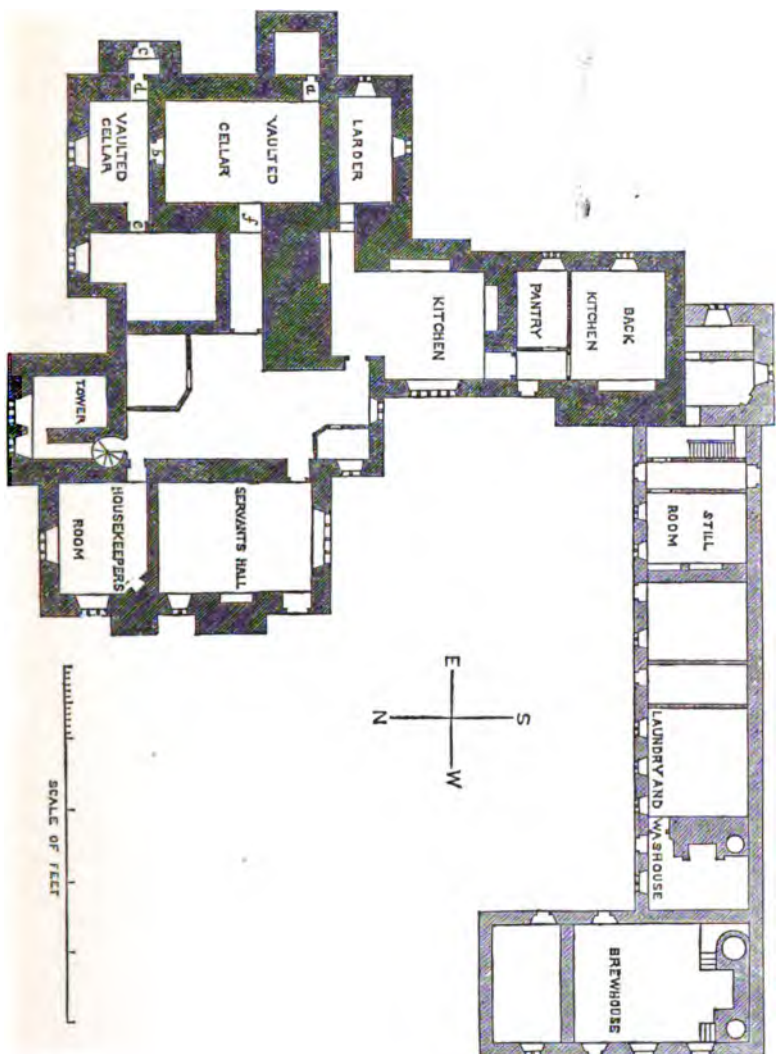 c
d
VAULTED
CELLAR
b
e
a
VAULTED
CELLAR
f
LARDER
KITCHEN
PANTRY
BACK
KITCHEN
TOWER
HOUSEKEEPERS
ROOM
SERVANTS HALL
STILL
ROOM
LAUNDRY AND WASHOUSE
BREWHOUSE
E
N
S
W
SCALE OF FEET